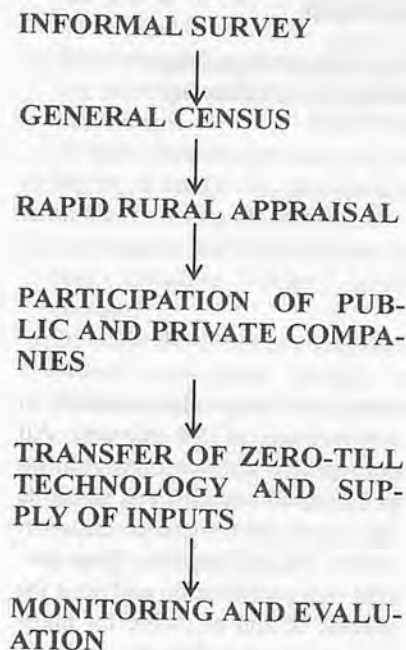 INFORMAL SURVEY
GENERAL CENSUS
RAPID RURAL APPRAISAL
PARTICIPATION OF PUB-
LIC AND PRIVATE COMPA-
NIES
TRANSFER OF ZERO-TILL
TECHNOLOGY AND SUP-
PLY OF INPUTS
MONITORING AND EVALU-
ATION